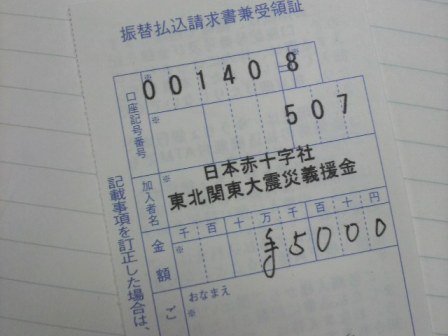 振替払込請求書兼受領証
口座記号番号
※
001408
※
507
加入者名
※
日本赤十字社
東北関東大震災義援金
金額
千百十万千百十円
※
¥5000
ご
おなまえ
※
記載事項を訂正した場合は、